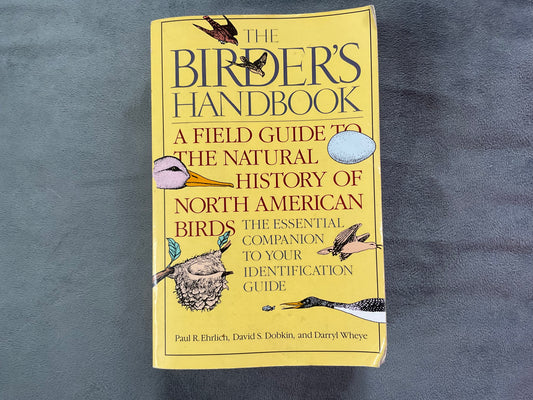 THE
BIRDER'S
HANDBOOK
A FIELD GUIDE TO
THE NATURAL
HISTORY OF
NORTH AMERICAN
BIRDS THE ESSENTIAL
COMPANION
TO YOUR
IDENTIFICATION
GUIDE
Paul R. Ehrlich, David S. Dobkin, and Darryl Wheye